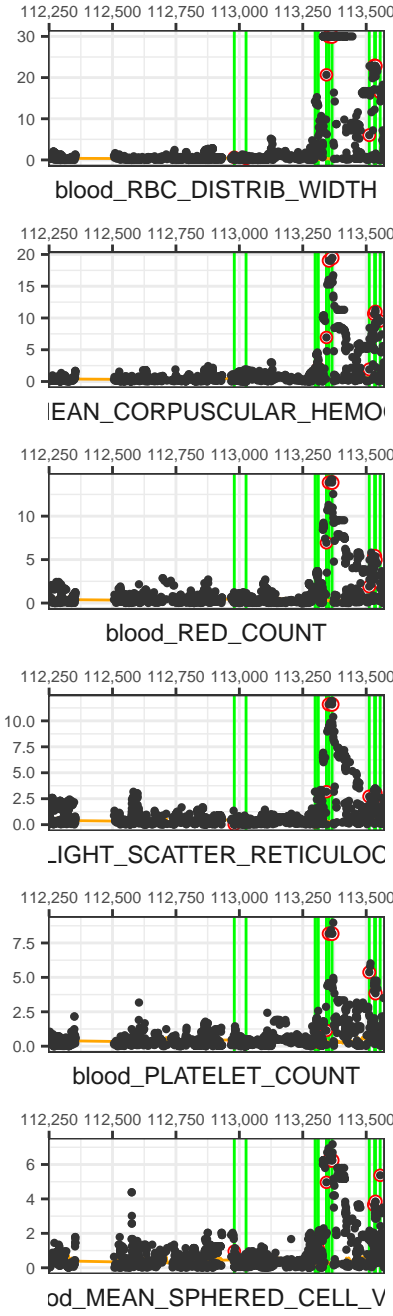 112,250 112,500 112,750 113,000 113,250 113,500
30
20
10
0
blood_RBC_DISTRIB_WIDTH
112,250 112,500 112,750 113,000 113,250 113,500
20
15
10
5
0
MEAN_CORPUSCULAR_HEMOG
112,250 112,500 112,750 113,000 113,250 113,500
10
5
0
blood_RED_COUNT
112,250 112,500 112,750 113,000 113,250 113,500
10.0
7.5
5.0
2.5
0.0
LIGHT_SCATTER_RETICULOC
112,250 112,500 112,750 113,000 113,250 113,500
7.5
5.0
2.5
0.0
blood_PLATELET_COUNT
112,250 112,500 112,750 113,000 113,250 113,500
6
4
2
0
od_MEAN_SPHERED_CELL_V